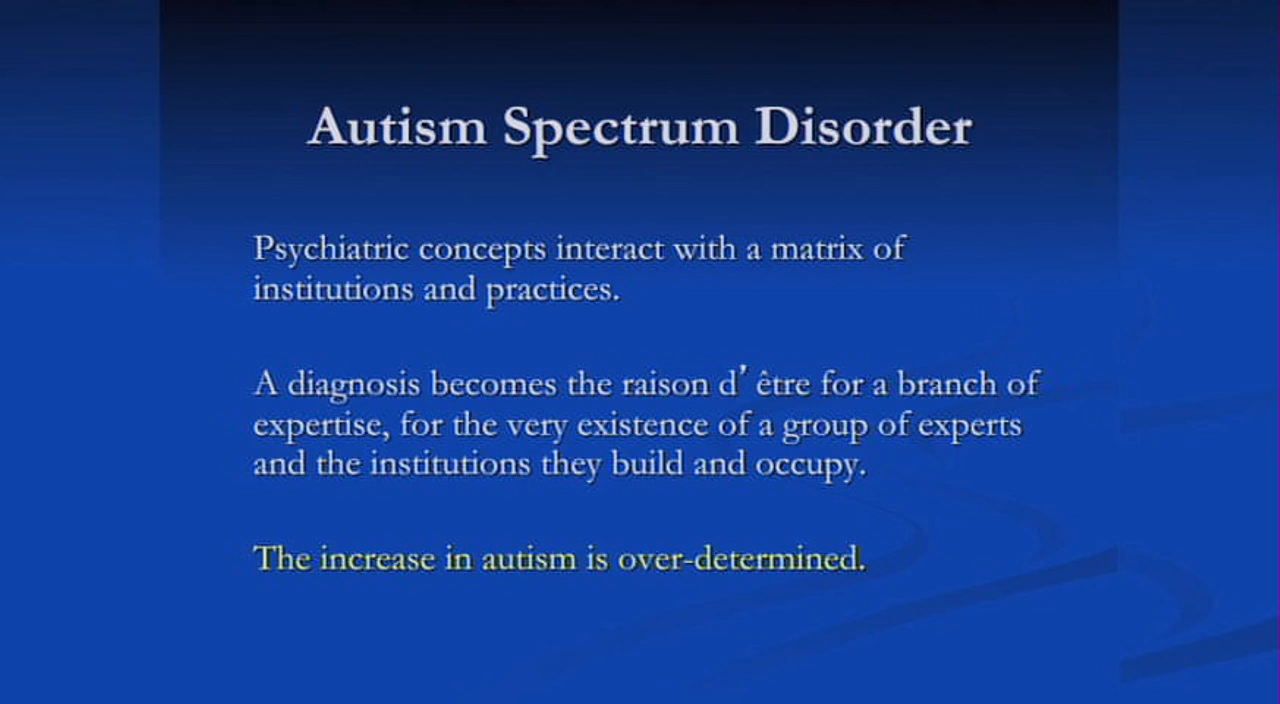 Autism Spectrum Disorder
Psychiatric concepts interact with a matrix of
institutions and practices.
A diagnosis becomes the raison d’ être for a branch of
expertise, for the very existence of a group of experts
and the institutions they build and occupy.
The increase in autism is over-determined.